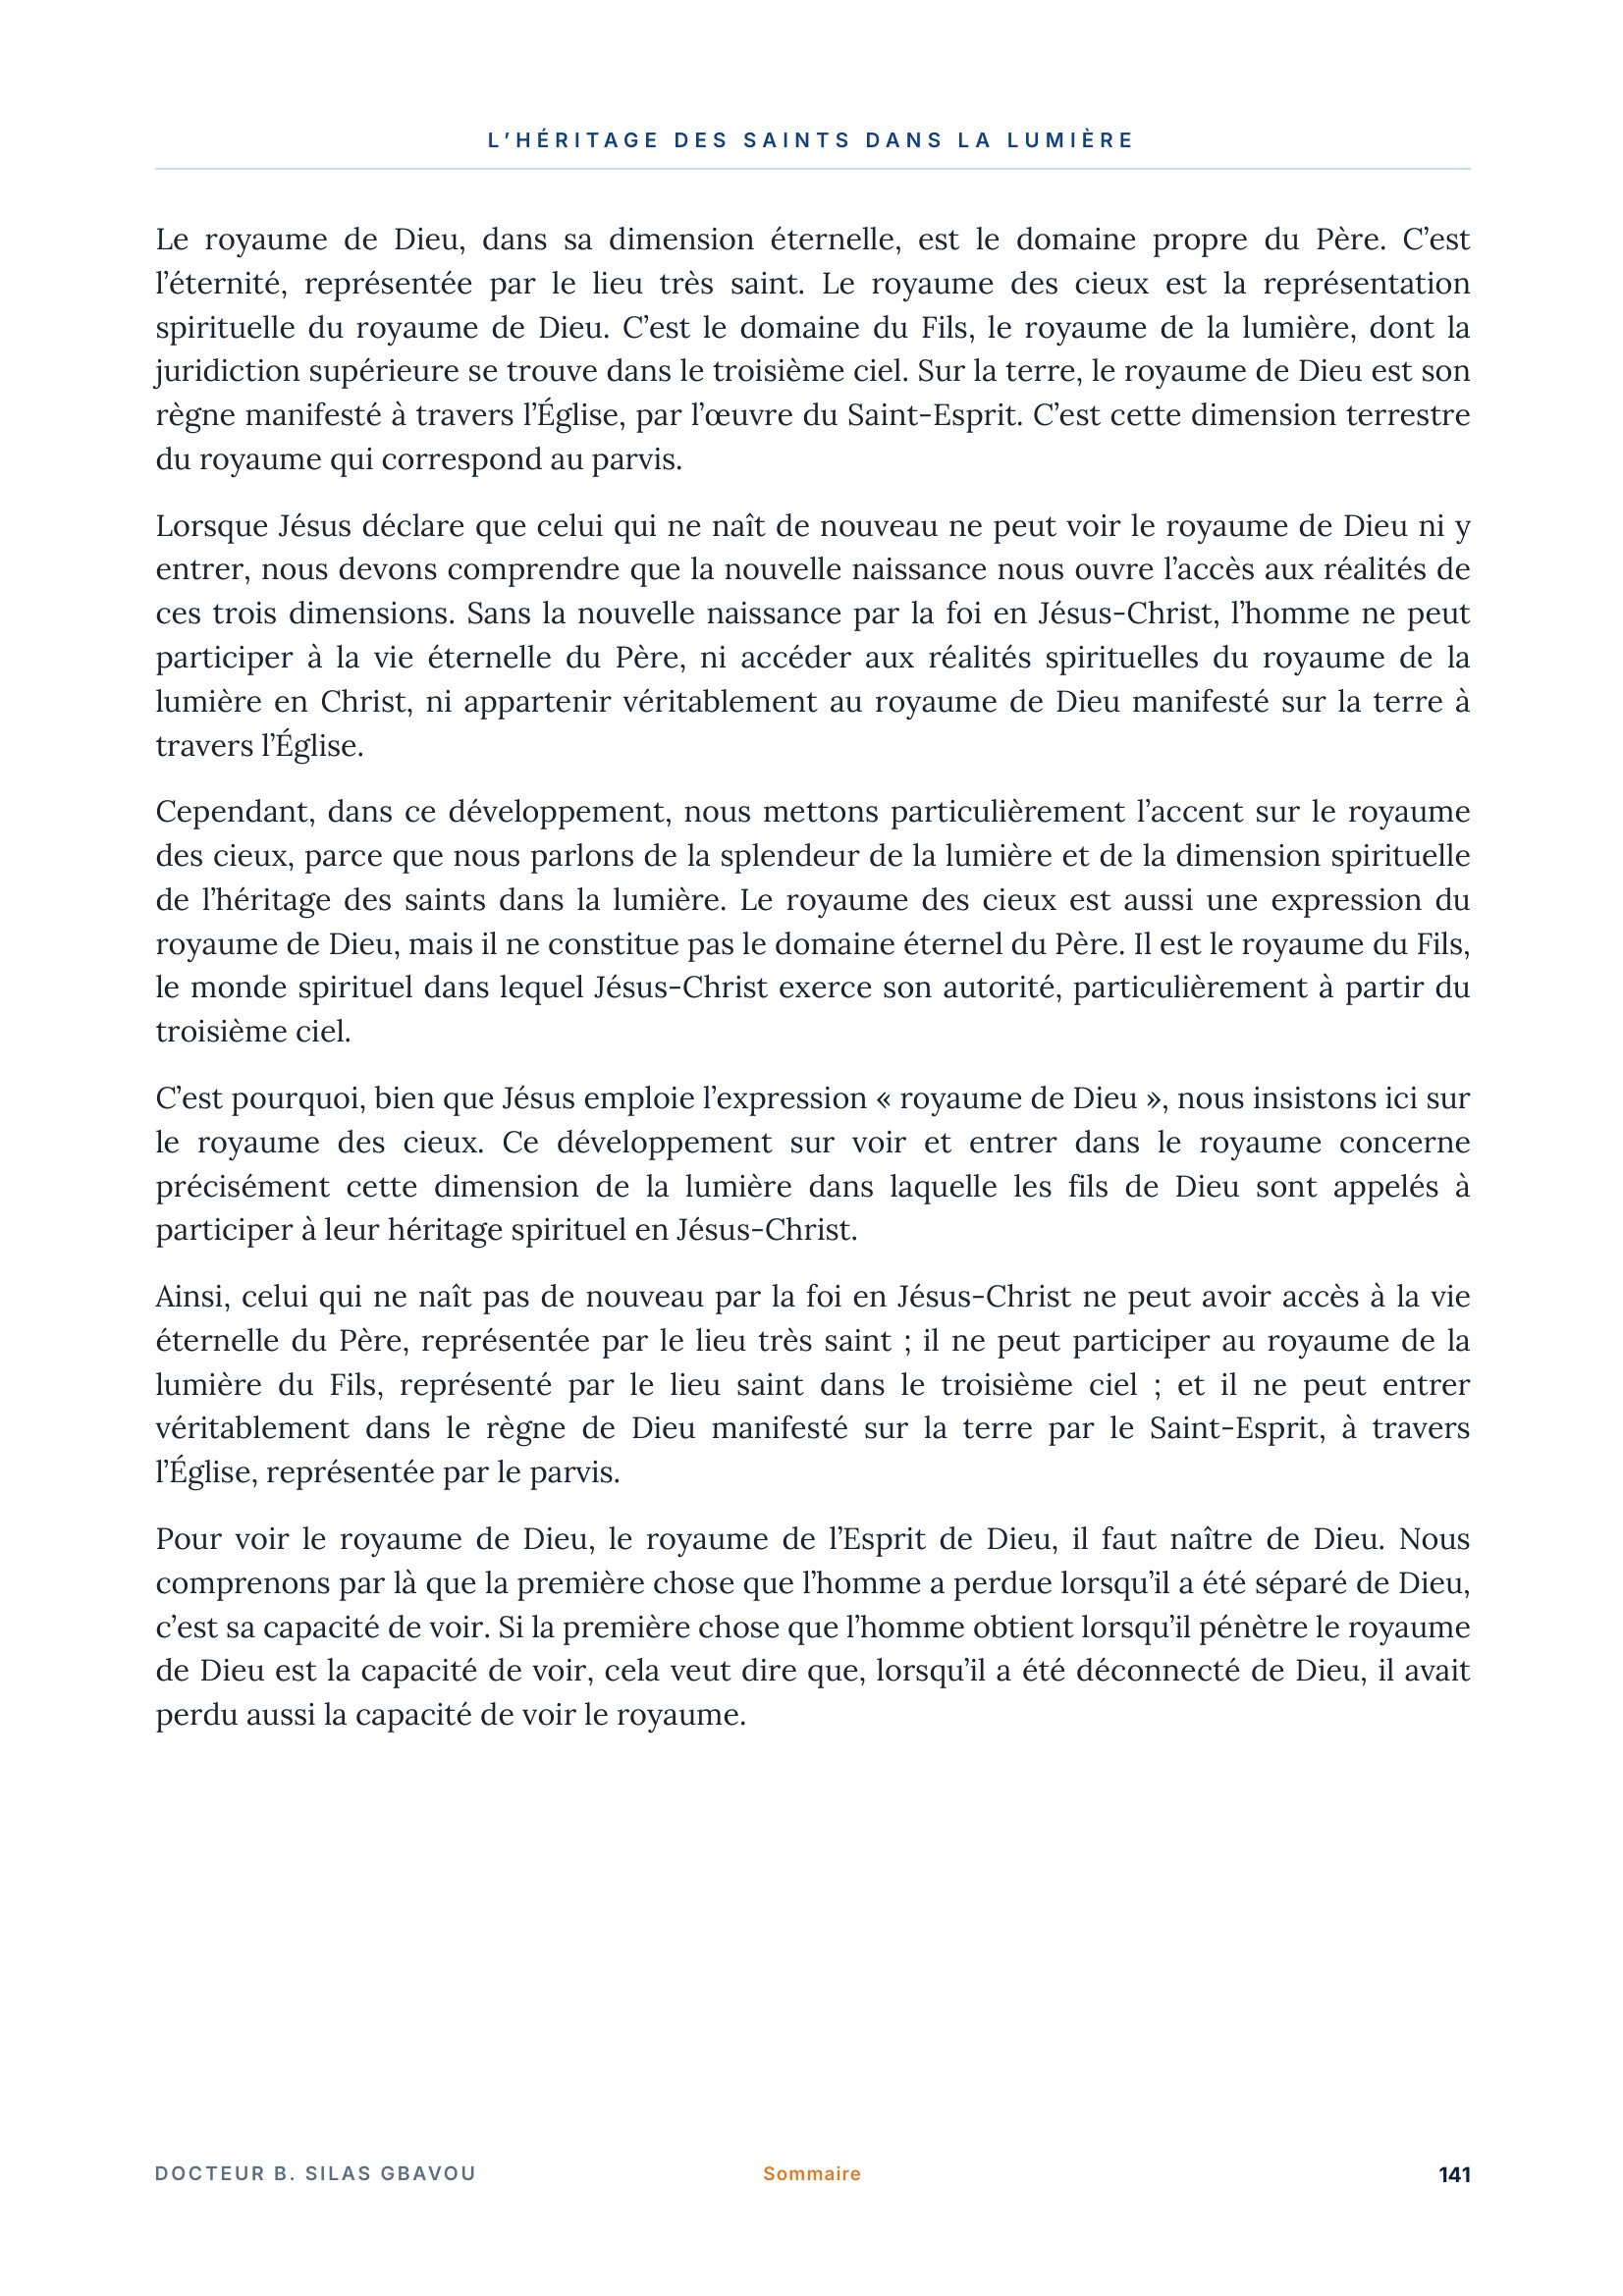 L’HÉRITAGE DES SAINTS DANS LA LUMIÈRE
Le royaume de Dieu, dans sa dimension éternelle, est le domaine propre du Père. C’est
l’éternité, représentée par le lieu très saint. Le royaume des cieux est la représentation
spirituelle du royaume de Dieu. C’est le domaine du Fils, le royaume de la lumière, dont la
juridiction supérieure se trouve dans le troisième ciel. Sur la terre, le royaume de Dieu est son
règne manifesté à travers l’Église, par l’œuvre du Saint-Esprit. C’est cette dimension terrestre
du royaume qui correspond au parvis.
Lorsque Jésus déclare que celui qui ne naît de nouveau ne peut voir le royaume de Dieu ni y
entrer, nous devons comprendre que la nouvelle naissance nous ouvre l’accès aux réalités de
ces trois dimensions. Sans la nouvelle naissance par la foi en Jésus-Christ, l’homme ne peut
participer à la vie éternelle du Père, ni accéder aux réalités spirituelles du royaume de la
lumière en Christ, ni appartenir véritablement au royaume de Dieu manifesté sur la terre à
travers l’Église.
Cependant, dans ce développement, nous mettons particulièrement l’accent sur le royaume
des cieux, parce que nous parlons de la splendeur de la lumière et de la dimension spirituelle
de l’héritage des saints dans la lumière. Le royaume des cieux est aussi une expression du
royaume de Dieu, mais il ne constitue pas le domaine éternel du Père. Il est le royaume du Fils,
le monde spirituel dans lequel Jésus-Christ exerce son autorité, particulièrement à partir du
troisième ciel.
C’est pourquoi, bien que Jésus emploie l’expression « royaume de Dieu », nous insistons ici sur
le royaume des cieux. Ce développement sur voir et entrer dans le royaume concerne
précisément cette dimension de la lumière dans laquelle les fils de Dieu sont appelés à
participer à leur héritage spirituel en Jésus-Christ.
Ainsi, celui qui ne naît pas de nouveau par la foi en Jésus-Christ ne peut avoir accès à la vie
éternelle du Père, représentée par le lieu très saint ; il ne peut participer au royaume de la
lumière du Fils, représenté par le lieu saint dans le troisième ciel ; et il ne peut entrer
véritablement dans le règne de Dieu manifesté sur la terre par le Saint-Esprit, à travers
l’Église, représentée par le parvis.
Pour voir le royaume de Dieu, le royaume de l’Esprit de Dieu, il faut naître de Dieu. Nous
comprenons par là que la première chose que l’homme a perdue lorsqu’il a été séparé de Dieu,
c’est sa capacité de voir. Si la première chose que l’homme obtient lorsqu’il pénètre le royaume
de Dieu est la capacité de voir, cela veut dire que, lorsqu’il a été déconnecté de Dieu, il avait
perdu aussi la capacité de voir le royaume.
DOCTEUR B. SILAS GBAVOU
Sommaire
141